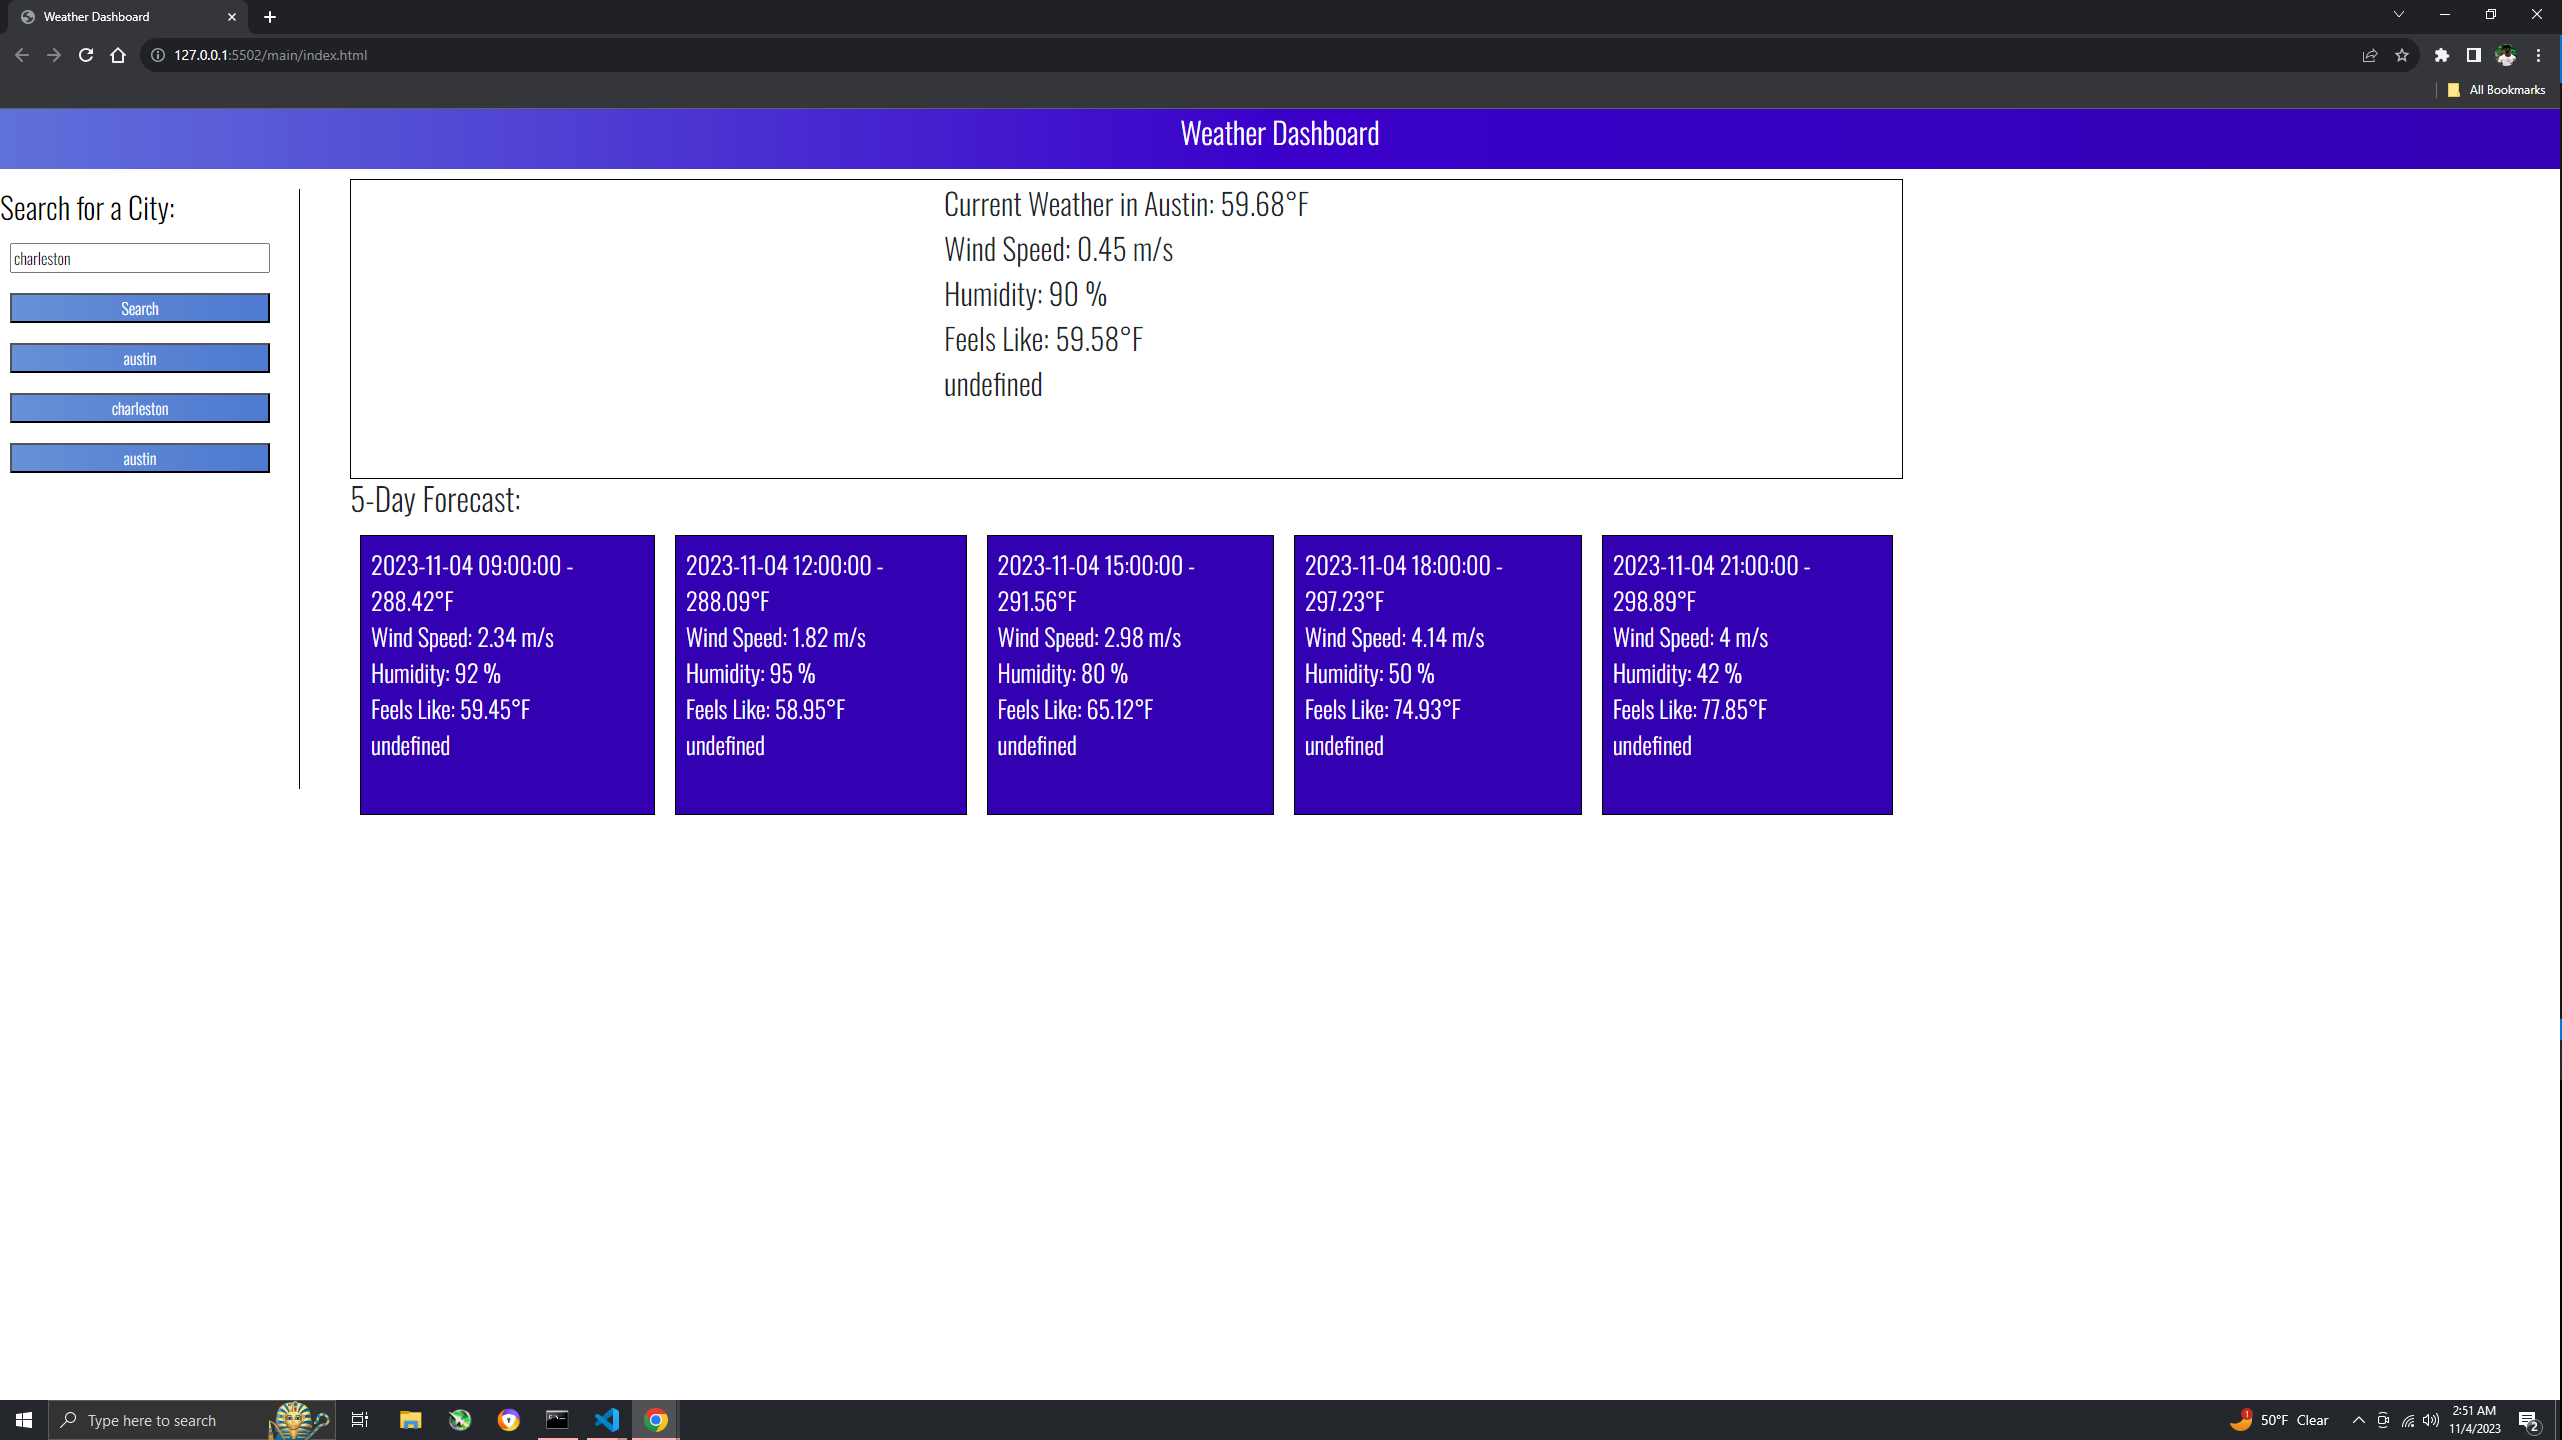 Weather Dashboard
127.0.0.1:5502/main/index.html
All Bookmarks
Weather Dashboard
Search for a City:
charleston
Search
austin
charleston
austin
Current Weather in Austin: 59.68°F
Wind Speed: 0.45 m/s
Humidity: 90 %
Feels Like: 59.58°F
undefined
5-Day Forecast:
2023-11-04 09:00:00 -
288.42°F
Wind Speed: 2.34 m/s
Humidity: 92 %
Feels Like: 59.45°F
undefined
2023-11-04 12:00:00 -
288.09°F
Wind Speed: 1.82 m/s
Humidity: 95 %
Feels Like: 58.95°F
undefined
2023-11-04 15:00:00 -
291.56°F
Wind Speed: 2.98 m/s
Humidity: 80 %
Feels Like: 65.12°F
undefined
2023-11-04 18:00:00 -
297.23°F
Wind Speed: 4.14 m/s
Humidity: 50 %
Feels Like: 74.93°F
undefined
2023-11-04 21:00:00 -
298.89°F
Wind Speed: 4 m/s
Humidity: 42 %
Feels Like: 77.85°F
undefined
Type here to search
1
50°F Clear
2:51 AM
11/4/2023
2